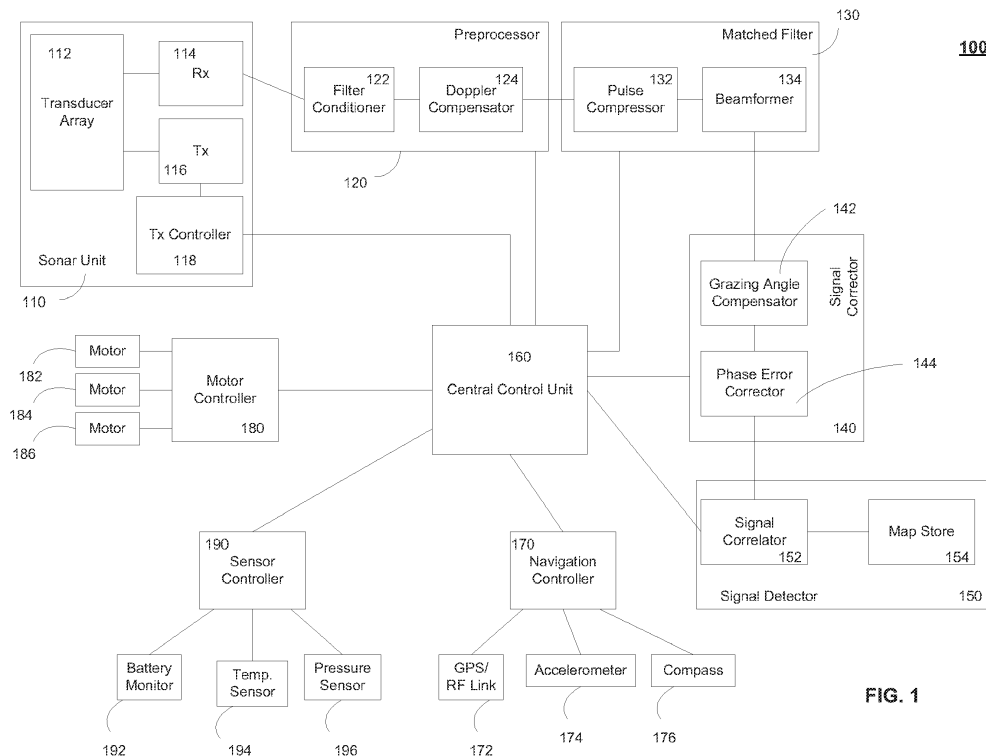 130
100
112
Transducer
Array
114
Rx
116
Tx
Tx Controller
118
Sonar Unit
110
Preprocessor
122
Filter
Conditioner
124
Doppler
Compensator
120
Matched Filter
132
Pulse
Compressor
134
Beamformer
142
Grazing Angle
Compensator
Signal
Corrector
Phase Error
Corrector
144
140
160
Central Control Unit
Motor
182
Motor
184
Motor
186
Motor
Controller
180
Signal
Correlator
152
Map Store
154
Signal Detector
150
190
Sensor
Controller
170
Navigation
Controller
Battery
Monitor
192
Temp.
Sensor
194
Pressure
Sensor
196
GPS/
RF Link
172
Accelerometer
174
Compass
176
FIG. 1